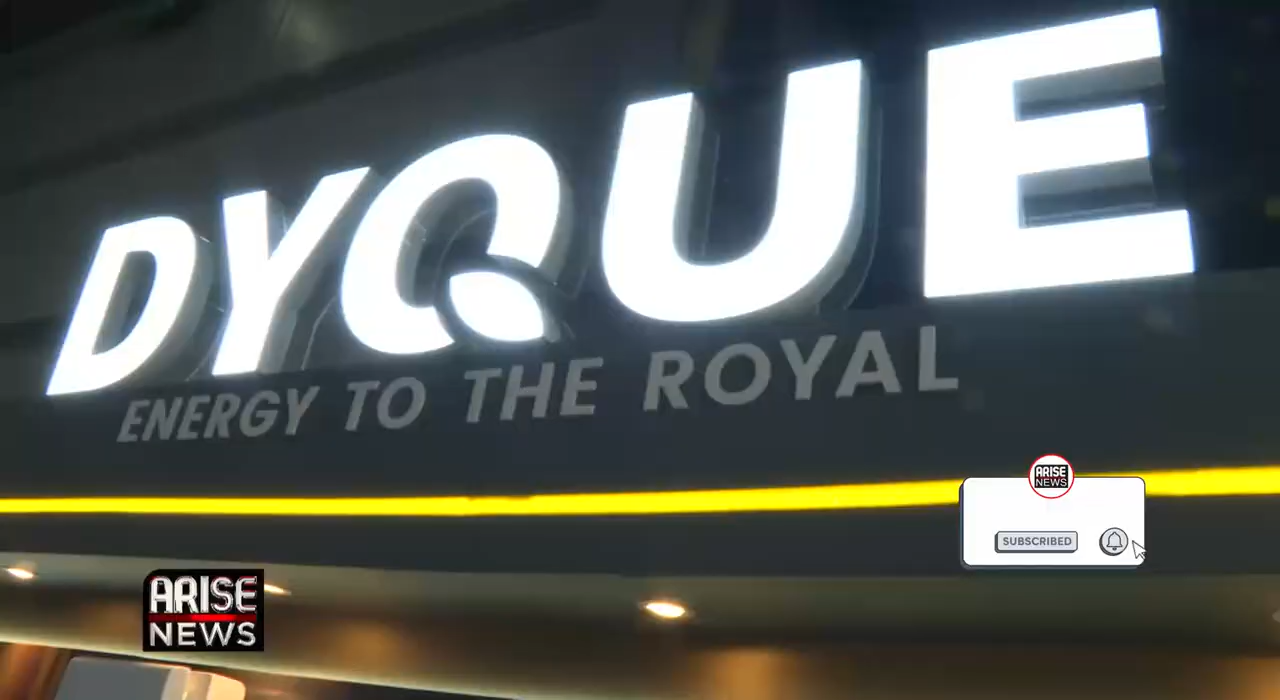 DYQUE
ENERGY TO THE ROYAL
ARISE
NEWS
SUBSCRIBED
ARISE
NEWS